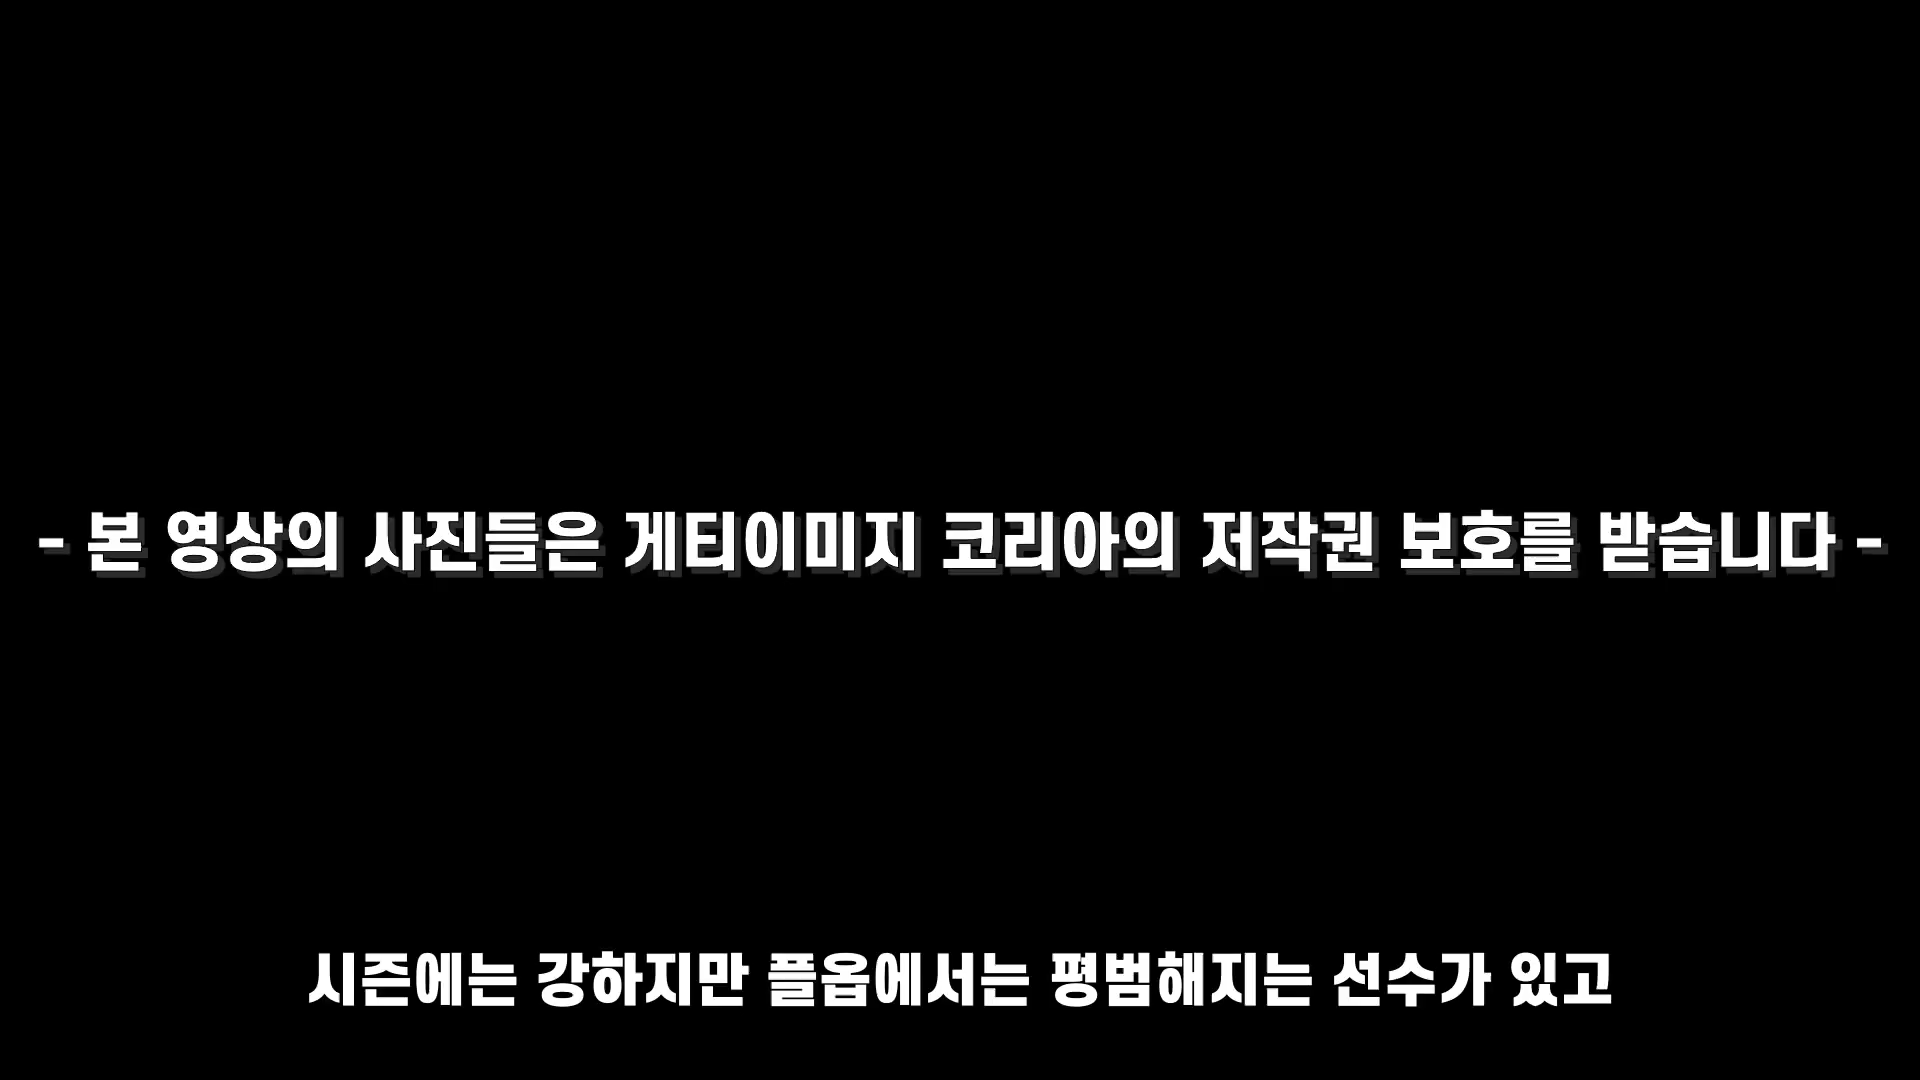 - 본 영상의 사진들은 게티이미지 코리아의 저작권 보호를 받습니다 -
시즌에는 강하지만 플옵에서는 평범해지는 선수가 있고